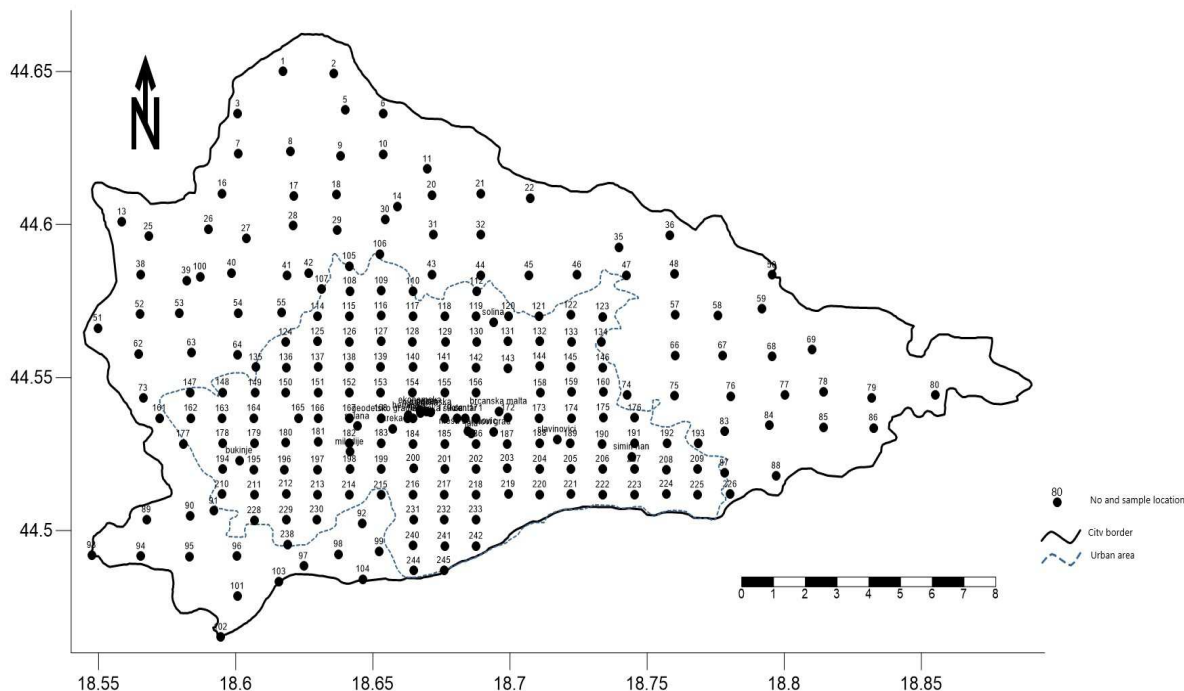 44.65
44.6
44.55
44.5
18.55 18.6 18.65 18.7 18.75 18.8 18.85
N
1 2
3 5 6
7 8 9 10
11
16 17 18 20 21 22
14
13 30
25 26 27 28 29 31 32 35 36
106
105
38 39 100 40 41 42 43 44 45 46 47 48 50
107 108 109 110 112
59
51 52 53 54 55 114 115 116 117 118 119 120 121 122 123 57 58
solina
124 125 126 127 128 129 130 131 132 133 134
62 63 64 60 67 68 69
135 136 137 138 139 140 141 142 143 144 145 146
73 147 148 149 150 151 152 153 154 155 156 158 159 160 74 75 76 77 78 79 80
brcanska malta
161 162 163 164 165 166 172 173 174 175 176
84 85 86
83
177 178 179 180 181 182 183 184 185 187 188 189 190 191 192 193
slavinovici
bukinje
194 195 196 197 198 199 200 201 202 203 204 205 206 208 209
88
210 211 212 213 214 215 216 217 218 219 220 221 222 223 224 225 226
89 90 91 228 229 230 92 231 232 233
238 240 241 242
94 95 96 98 99
97
103 104 244 245
101
102
80
No and sample location
City border
Urban area
0 1 2 3 4 5 6 7 8